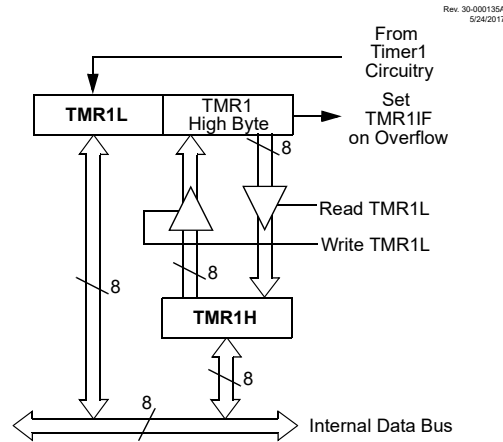 Rev. 30-000135A
5/24/2017
From
Timer1
Circuitry
TMR1L
TMR1
High Byte
Set
TMR1IF
on Overflow
8
Read TMR1L
Write TMR1L
8
8
TMR1H
8
8
Internal Data Bus